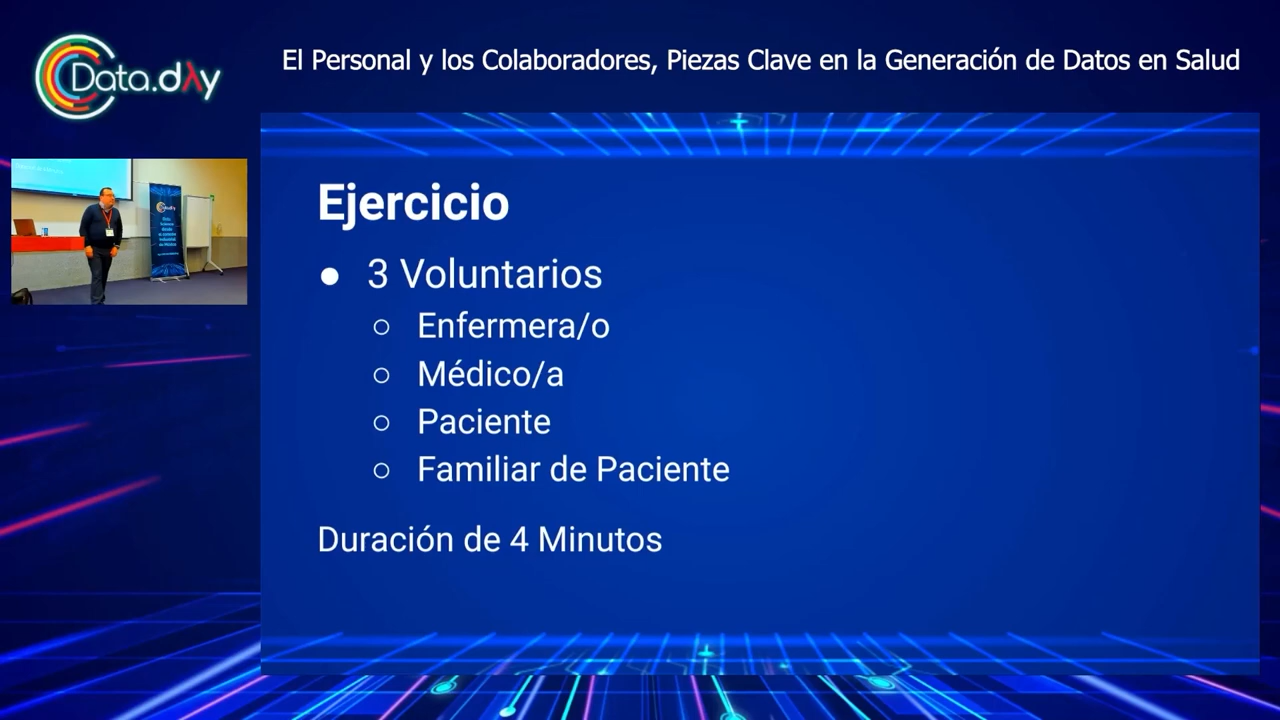 Data.dλy
El Personal y los Colaboradores, Piezas Clave en la Generación de Datos en Salud
Ejercicio
● 3 Voluntarios
○ Enfermera/o
○ Médico/a
○ Paciente
○ Familiar de Paciente
Duración de 4 Minutos